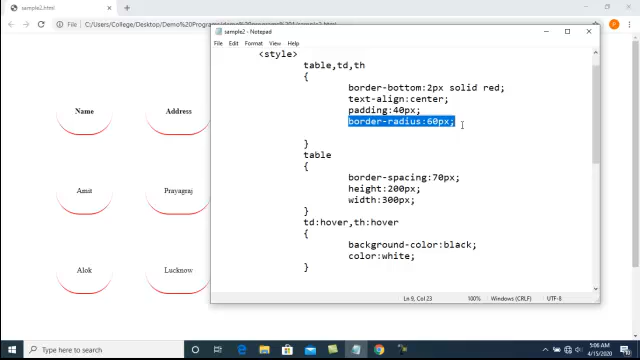 sample2.html
File
C:/Users/College/Desktop/Demo%20Programs/
sample2 - Notepad
File Edit Format View Help
<style>
table,td,th
{
border-bottom:2px solid red;
text-align:center;
padding:40px;
border-radius:60px;
}
table
{
border-spacing:70px;
height:200px;
width:300px;
}
td:hover,th:hover
{
background-color:black;
color:white;
}
Ln 9, Col 23 100% Windows (CRLF) UTF-8
Name Address
Amit Prayagraj
Alok Lucknow
Type here to search
5:06 AM
4/15/2020